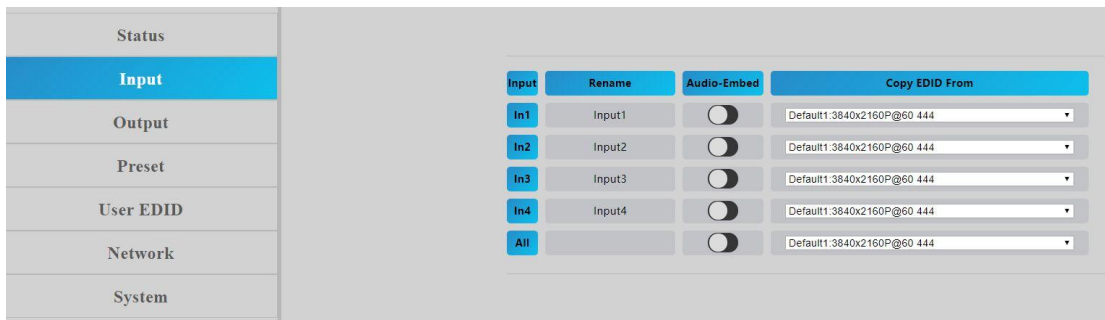 Status
Input
Output
Preset
User EDID
Network
System
Input Rename Audio-Embed Copy EDID From
In1 Input1 Default1:3840x2160P@60 444
In2 Input2 Default1:3840x2160P@60 444
In3 Input3 Default1:3840x2160P@60 444
In4 Input4 Default1:3840x2160P@60 444
All Default1:3840x2160P@60 444